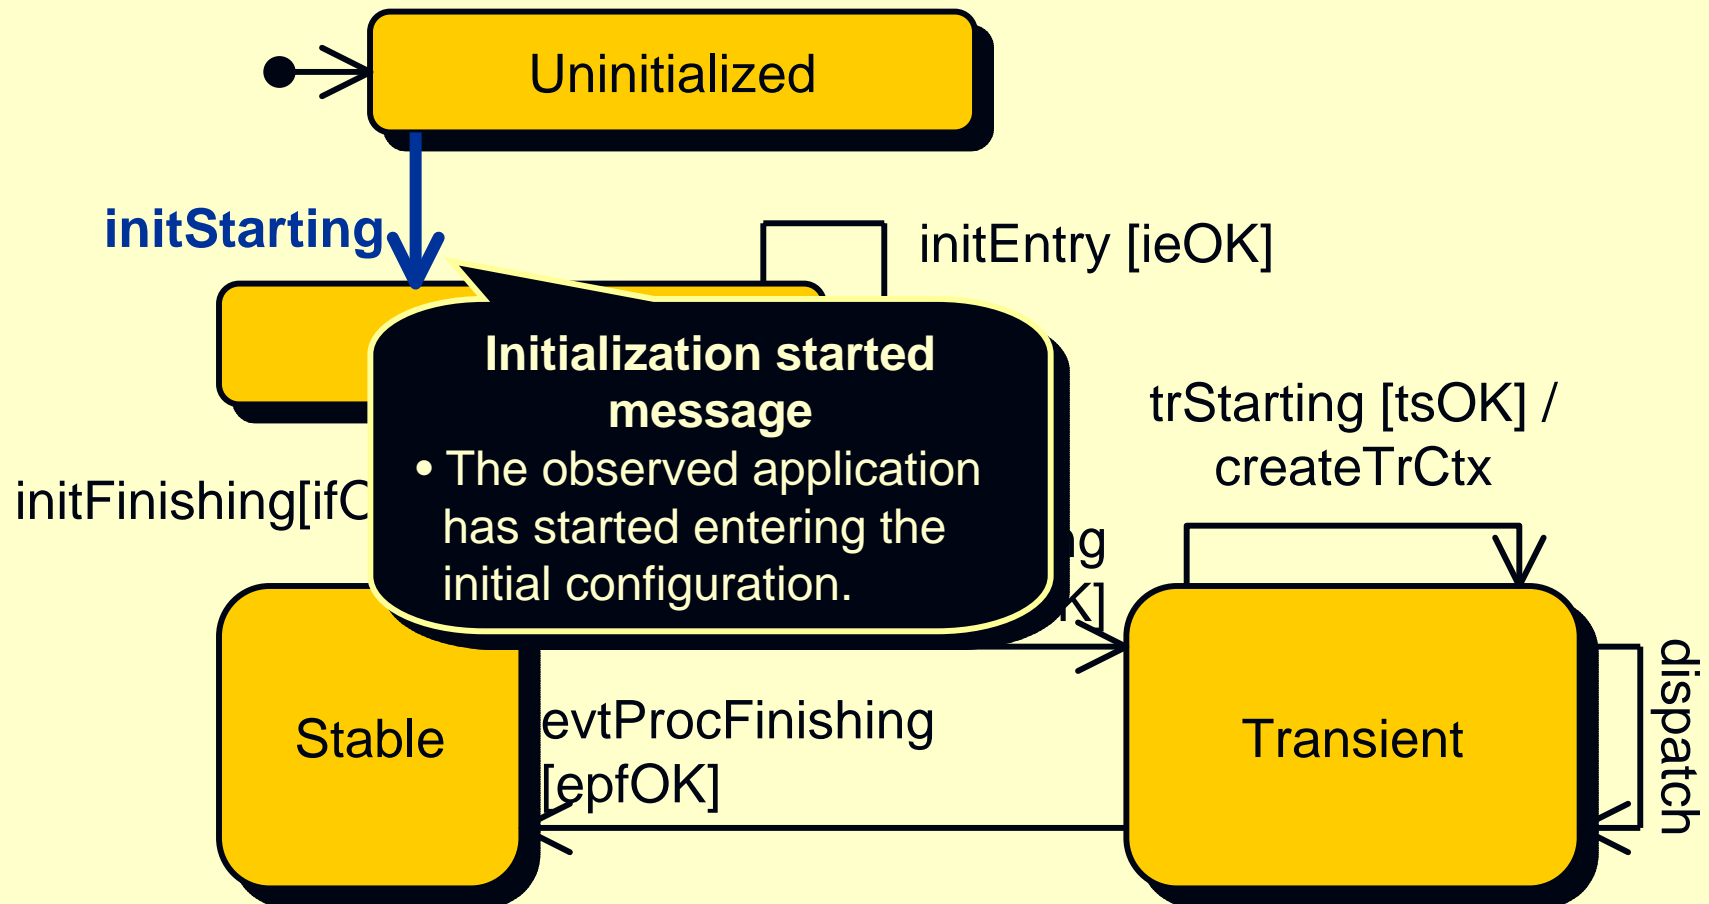 Uninitialized
initStarting
initEntry [ieOK]
Initialization started
message
• The observed application
has started entering the
initial configuration.
trStarting [tsOK] /
createTrCtx
initFinishing[ifO
Stable
evtProcFinishing
[epfOK]
Transient
dispatch